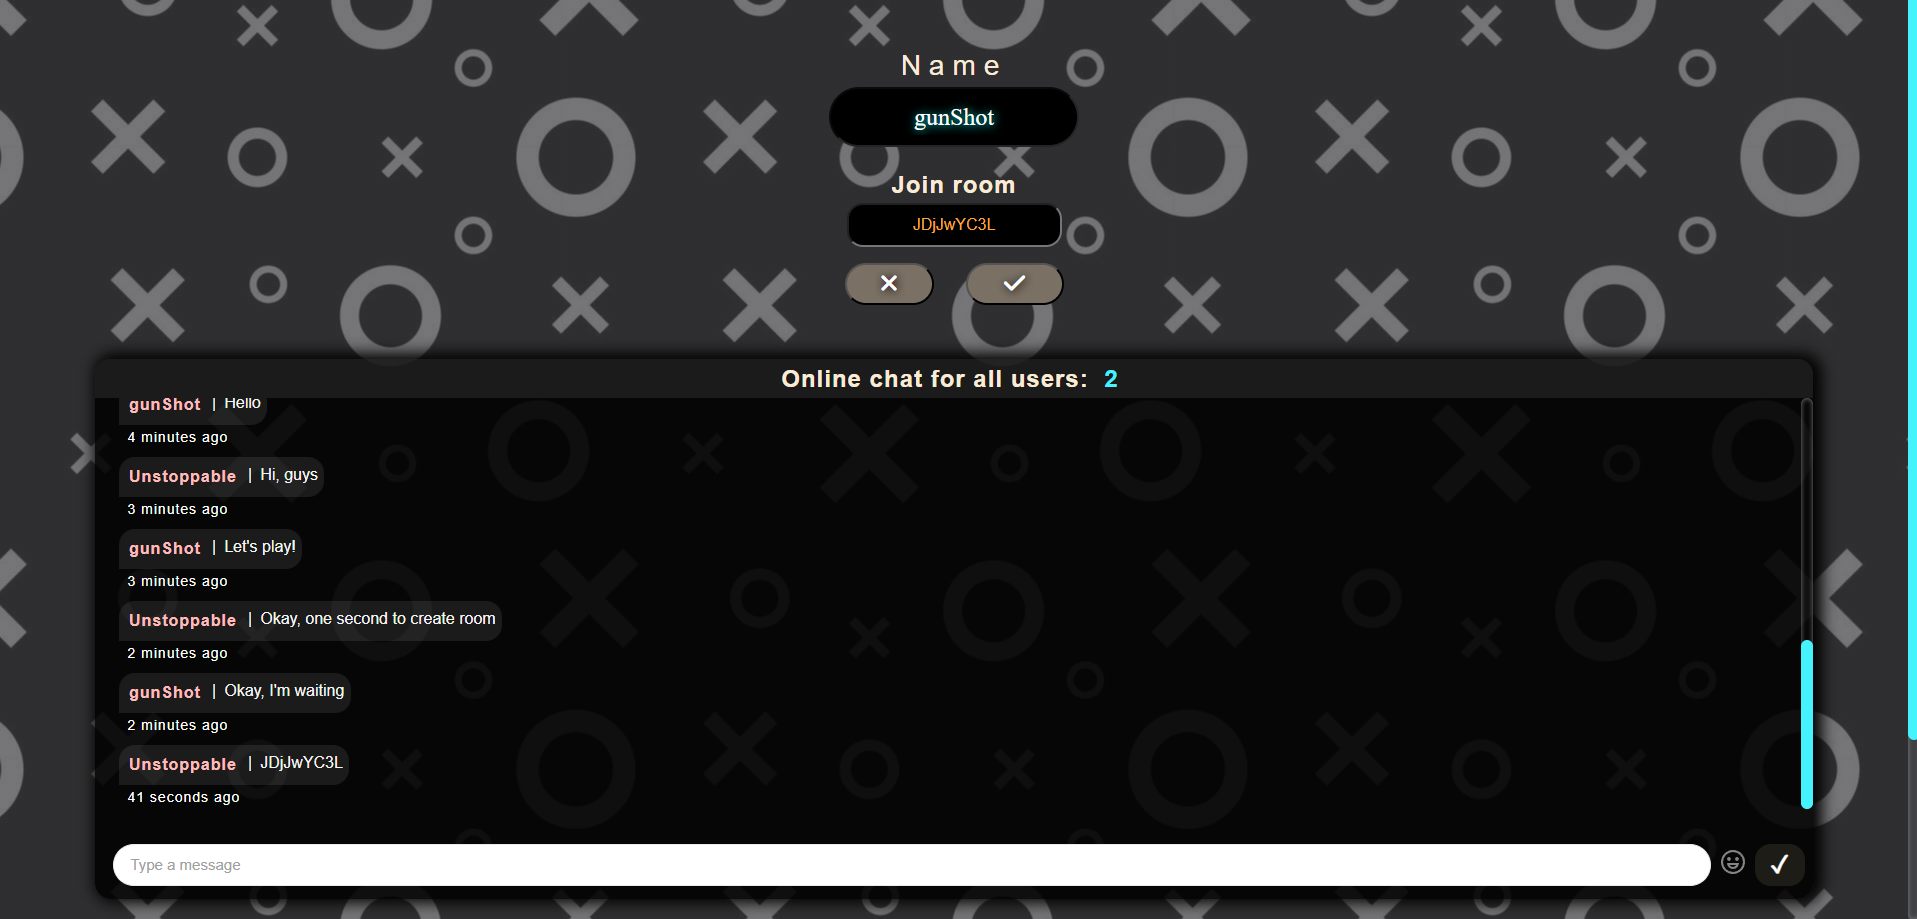 Name
gunShot
Join room
JDjJwYC3L
Online chat for all users: 2
gunShot | Hello
4 minutes ago
Unstoppable | Hi, guys
3 minutes ago
gunShot | Let's play!
3 minutes ago
Unstoppable | Okay, one second to create room
2 minutes ago
gunShot | Okay, I'm waiting
2 minutes ago
Unstoppable | JDjJwYC3L
41 seconds ago
Type a message